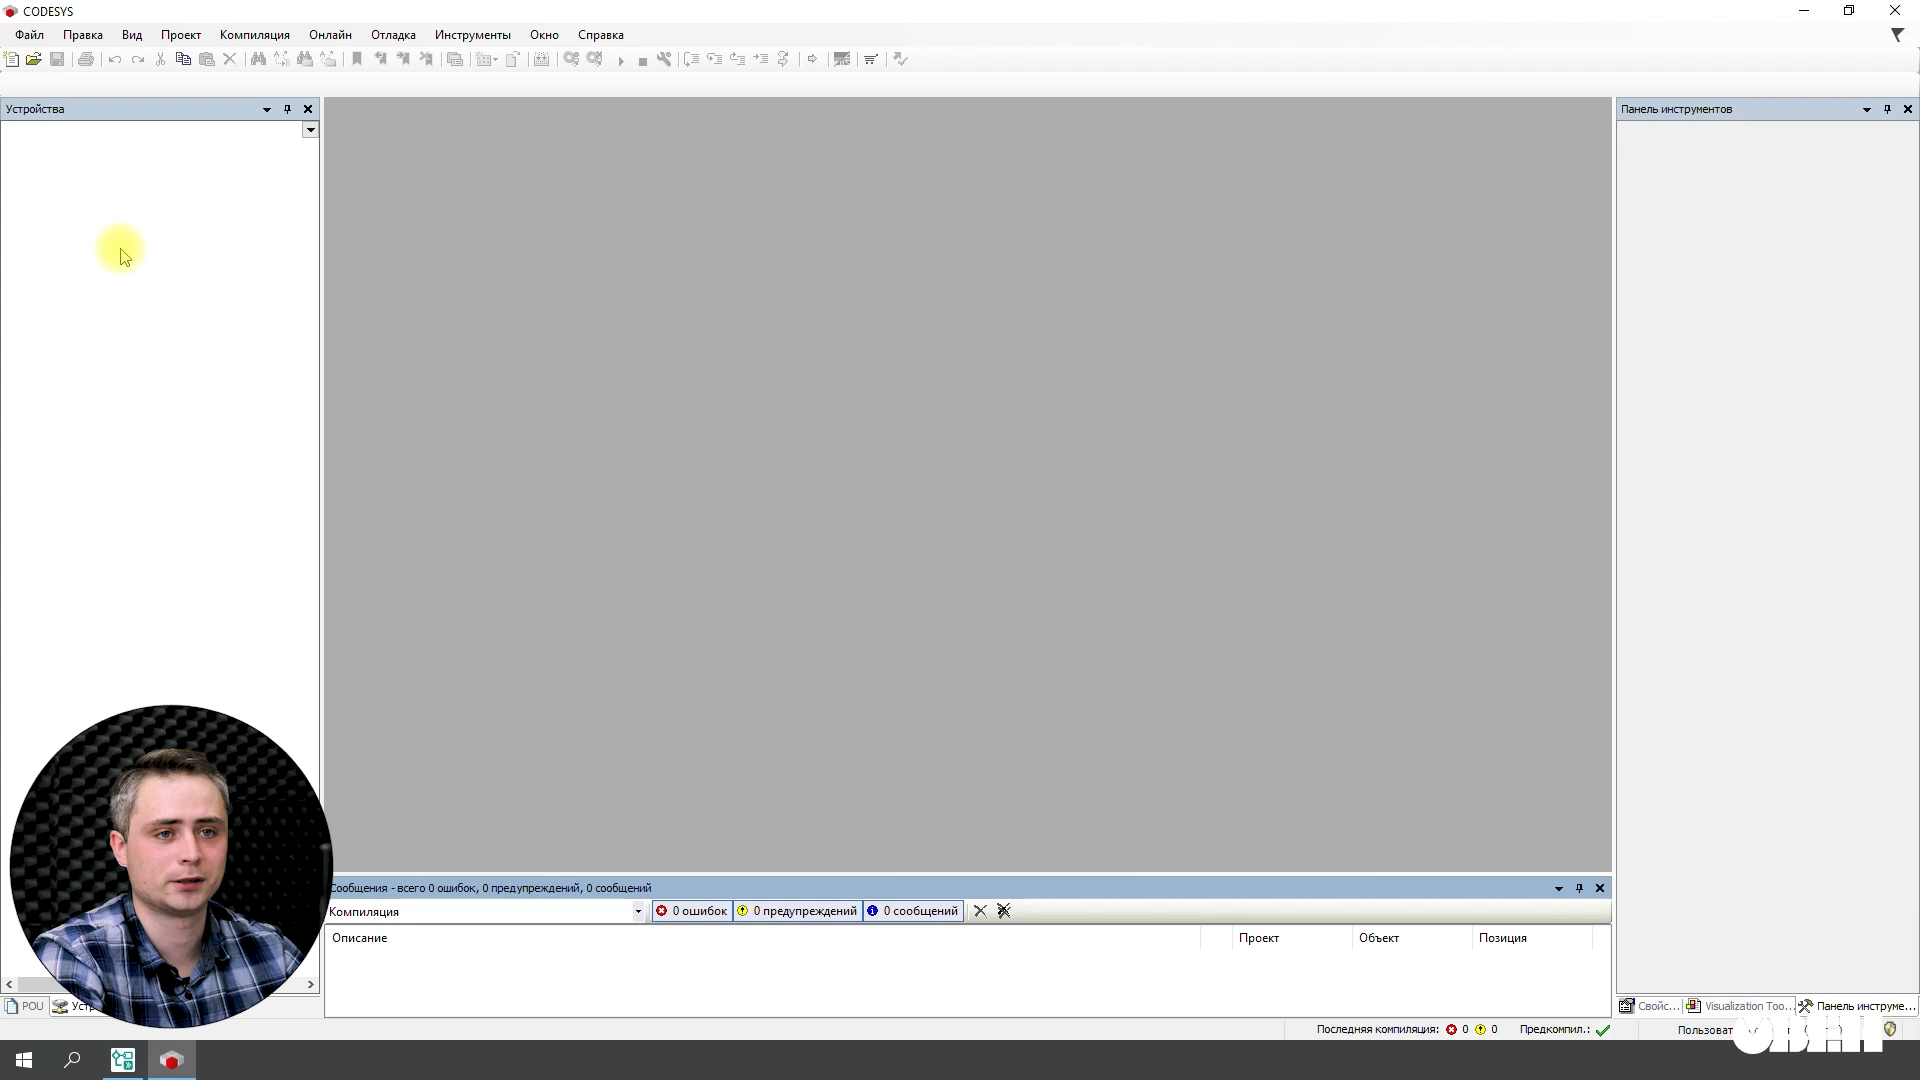 CODESYS
Файл Правка Вид Проект Компиляция Онлайн Отладка Инструменты Окно Справка
Устройства
Панель инструментов
Сообщения - всего 0 ошибок, 0 предупреждений, 0 сообщений
Компиляция 0 ошибок 0 предупреждений 0 сообщений
Описание Проект Объект Позиция
POU
Свойс... Visualization Too... Панель инструме...
Последняя компиляция: 0 0 Предкомпил.: